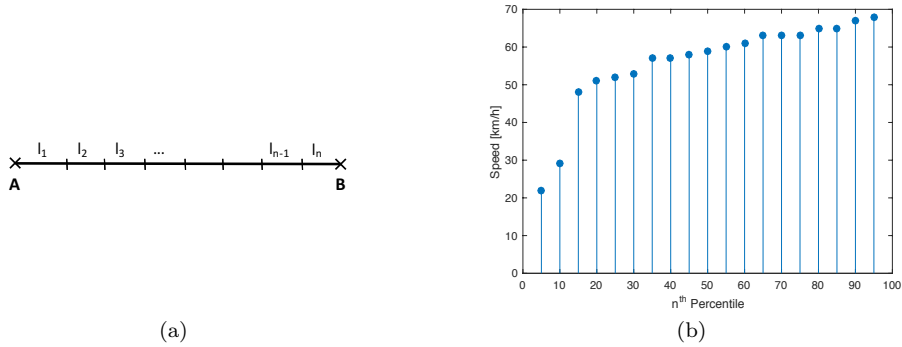 l₁ l₂ l₃ ... lₙ₋₁ lₙ
A B
(a)
70
60
50
40
30
20
10
0
Speed [km/h]
0 10 20 30 40 50 60 70 80 90 100
nᵗʰ Percentile
(b)